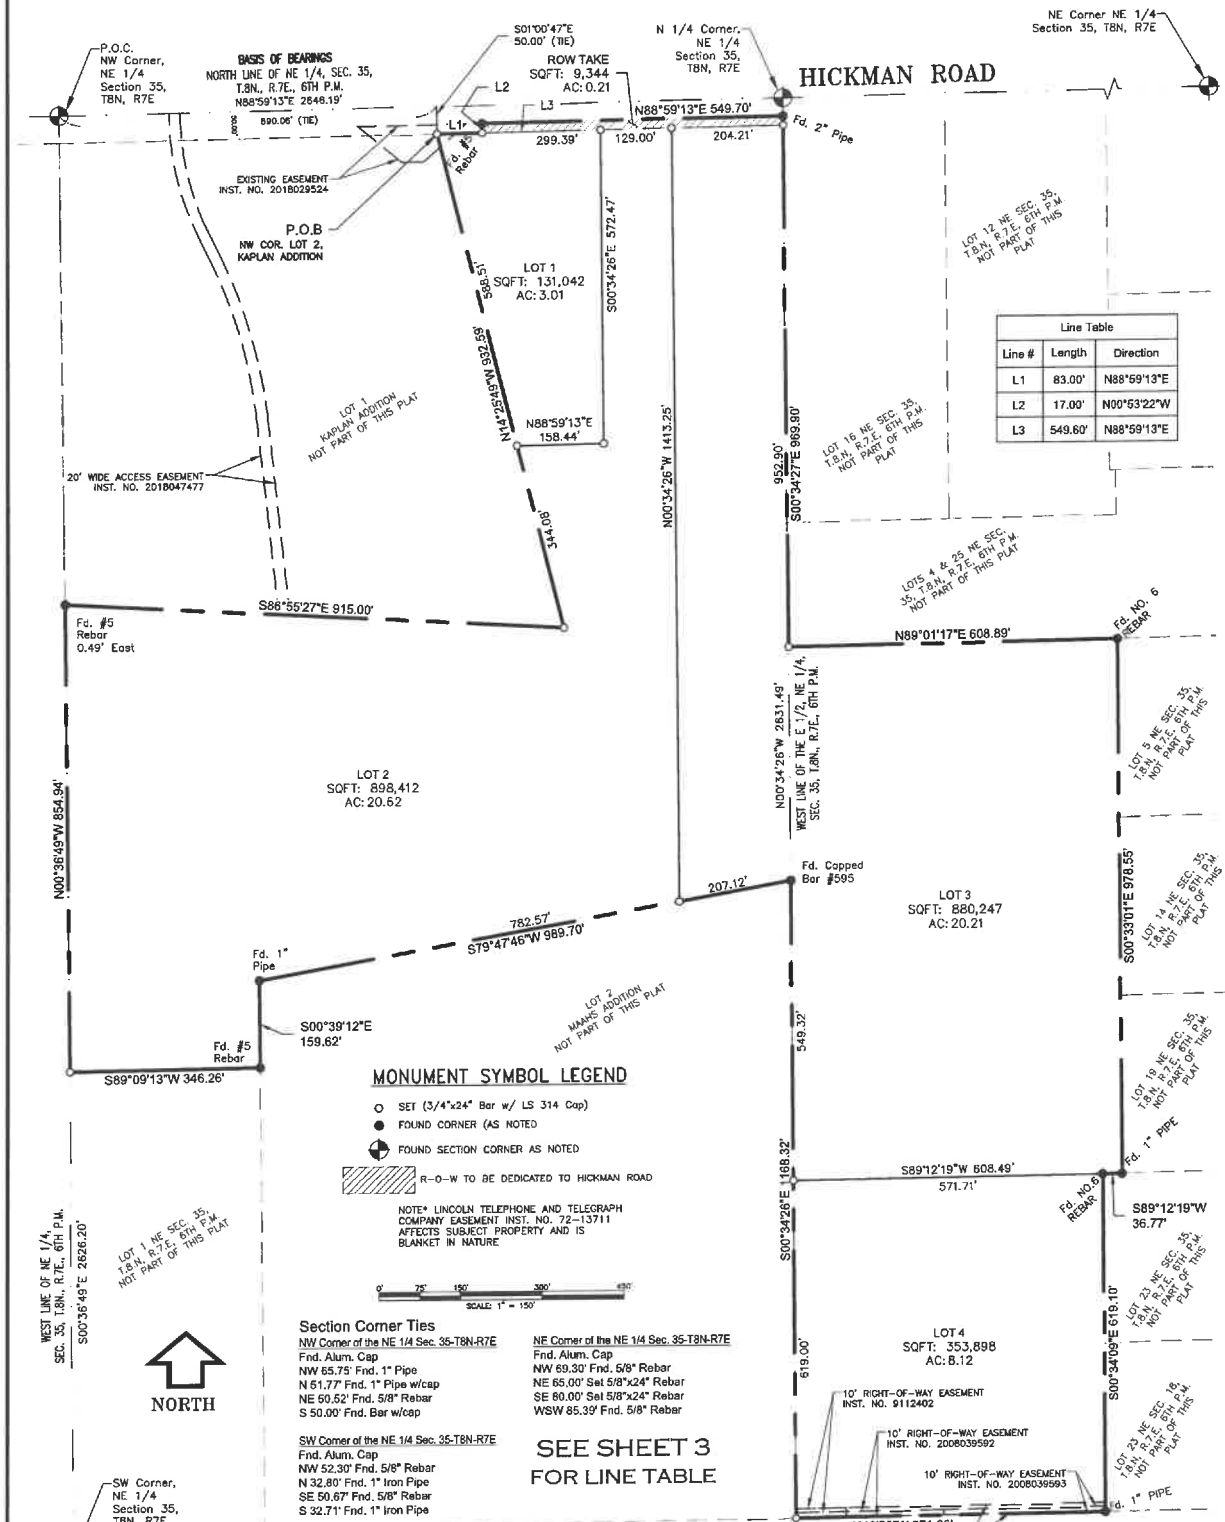 P.O.C.
NW Corner,
NE 1/4
Section 35,
T8N, R7E
BASIS OF BEARINGS
NORTH LINE OF NE 1/4, SEC. 35,
T.8N., R.7E., 6TH P.M.
N88°59'13"E 2646.19'
690.06' (TIE)
50.00'
S01°00'47"E
50.00' (TIE)
ROW TAKE
SQFT: 9,344
AC: 0.21
N 1/4 Corner,
NE 1/4
Section 35,
T8N, R7E
NE Corner NE 1/4
Section 35, T8N, R7E
HICKMAN ROAD
L2
L3
L1
N88°59'13"E 549.70'
299.39'
129.00'
204.21'
Fd. 2" Pipe
Fd. #5
Rebar
EXISTING EASEMENT
INST. NO. 2018029524
P.O.B
NW COR. LOT 2,
KAPLAN ADDITION
LOT 1
SQFT: 131,042
AC: 3.01
S00°34'26"E 572.47'
588.51'
N14°25'49"W 932.59'
N88°59'13"E
158.44'
344.08'
N00°34'26"W 1413.25'
952.90'
S00°34'27"E 969.90'
LOT 12 NE SEC. 35,
T.8.N, R.7.E, 6TH P.M.
NOT PART OF THIS
PLAT
Line Table
Line # Length Direction
L1 83.00' N88°59'13"E
L2 17.00' N00°53'22"W
L3 549.60' N88°59'13"E
LOT 16 NE SEC. 35,
T.8.N, R.7.E, 6TH P.M.
NOT PART OF THIS
PLAT
LOT 1
KAPLAN ADDITION
NOT PART OF THIS PLAT
20' WIDE ACCESS EASEMENT
INST. NO. 2018047477
LOTS 4 & 25 NE SEC.
35, T.8.N, R.7.E, 6TH P.M.
NOT PART OF THIS PLAT
S86°55'27"E 915.00'
Fd. #5
Rebar
0.49' East
N89°01'17"E 608.89'
Fd. NO. 6
REBAR
N00°34'26"W 2631.49'
WEST LINE OF THE E 1/2, NE 1/4,
SEC. 35, T.8N., R.7E., 6TH P.M.
LOT 5 NE SEC. 35,
T.8.N, R.7.E, 6TH P.M.
NOT PART OF THIS
PLAT
LOT 2
SQFT: 898,412
AC: 20.62
N00°36'49"W 854.94'
Fd. Capped
Bar #595
207.12'
LOT 3
SQFT: 880,247
AC: 20.21
S00°33'01"E 978.55'
LOT 14 NE SEC. 35,
T.8.N, R.7.E, 6TH P.M.
NOT PART OF THIS
PLAT
782.57'
S79°47'46"W 989.70'
Fd. 1"
Pipe
LOT 2
MAAHS ADDITION
NOT PART OF THIS PLAT
S00°39'12"E
159.62'
Fd. #5
Rebar
S89°09'13"W 346.26'
549.32'
LOT 19 NE SEC. 35,
T.8.N, R.7.E, 6TH P.M.
NOT PART OF THIS
PLAT
MONUMENT SYMBOL LEGEND
SET (3/4"x24" Bar w/ LS 314 Cap)
FOUND CORNER (AS NOTED
FOUND SECTION CORNER AS NOTED
R-O-W TO BE DEDICATED TO HICKMAN ROAD
NOTE* LINCOLN TELEPHONE AND TELEGRAPH
COMPANY EASEMENT INST. NO. 72-13711
AFFECTS SUBJECT PROPERTY AND IS
BLANKET IN NATURE
S00°34'26"E 1168.32'
S89°12'19"W 608.49'
571.71'
Fd. 1" PIPE
Fd. NO.6
REBAR
S89°12'19"W
36.77'
WEST LINE OF NE 1/4,
SEC. 35, T.8N., R.7E., 6TH P.M.
S00°36'49"E 2626.20'
LOT 1 NE SEC. 35,
T.8.N, R.7.E, 6TH P.M.
NOT PART OF THIS PLAT
LOT 23 NE SEC. 35,
T.8.N, R.7.E, 6TH P.M.
NOT PART OF THIS
PLAT
0' 75' 150' 300' 450'
SCALE: 1" = 150'
NORTH
Section Corner Ties
NW Corner of the NE 1/4 Sec. 35-T8N-R7E
Fnd. Alum. Cap
NW 65.75' Fnd. 1" Pipe
N 51.77' Fnd. 1" Pipe w/cap
NE 50.52' Fnd. 5/8" Rebar
S 50.00' Fnd. Bar w/cap
NE Corner of the NE 1/4 Sec. 35-T8N-R7E
Fnd. Alum. Cap
NW 69.30' Fnd. 5/8" Rebar
NE 65.00' Set 5/8"x24" Rebar
SE 80.00' Set 5/8"x24" Rebar
WSW 85.39' Fnd. 5/8" Rebar
SW Corner of the NE 1/4 Sec. 35-T8N-R7E
Fnd. Alum. Cap
NW 52.30' Fnd. 5/8" Rebar
N 32.80' Fnd. 1" Iron Pipe
SE 50.67' Fnd. 5/8" Rebar
S 32.71' Fnd. 1" Iron Pipe
SEE SHEET 3
FOR LINE TABLE
619.00'
LOT 4
SQFT: 353,898
AC: 8.12
S00°34'09"E 619.10'
10' RIGHT-OF-WAY EASEMENT
INST. NO. 9112402
10' RIGHT-OF-WAY EASEMENT
INST. NO. 2008039592
10' RIGHT-OF-WAY EASEMENT
INST. NO. 2008039593
LOT 23 NE SEC. 18,
T.8.N, R.7.E, 6TH P.M.
NOT PART OF THIS
PLAT
Fd. 1" PIPE
SW Corner,
NE 1/4
Section 35,
T8N, R7E